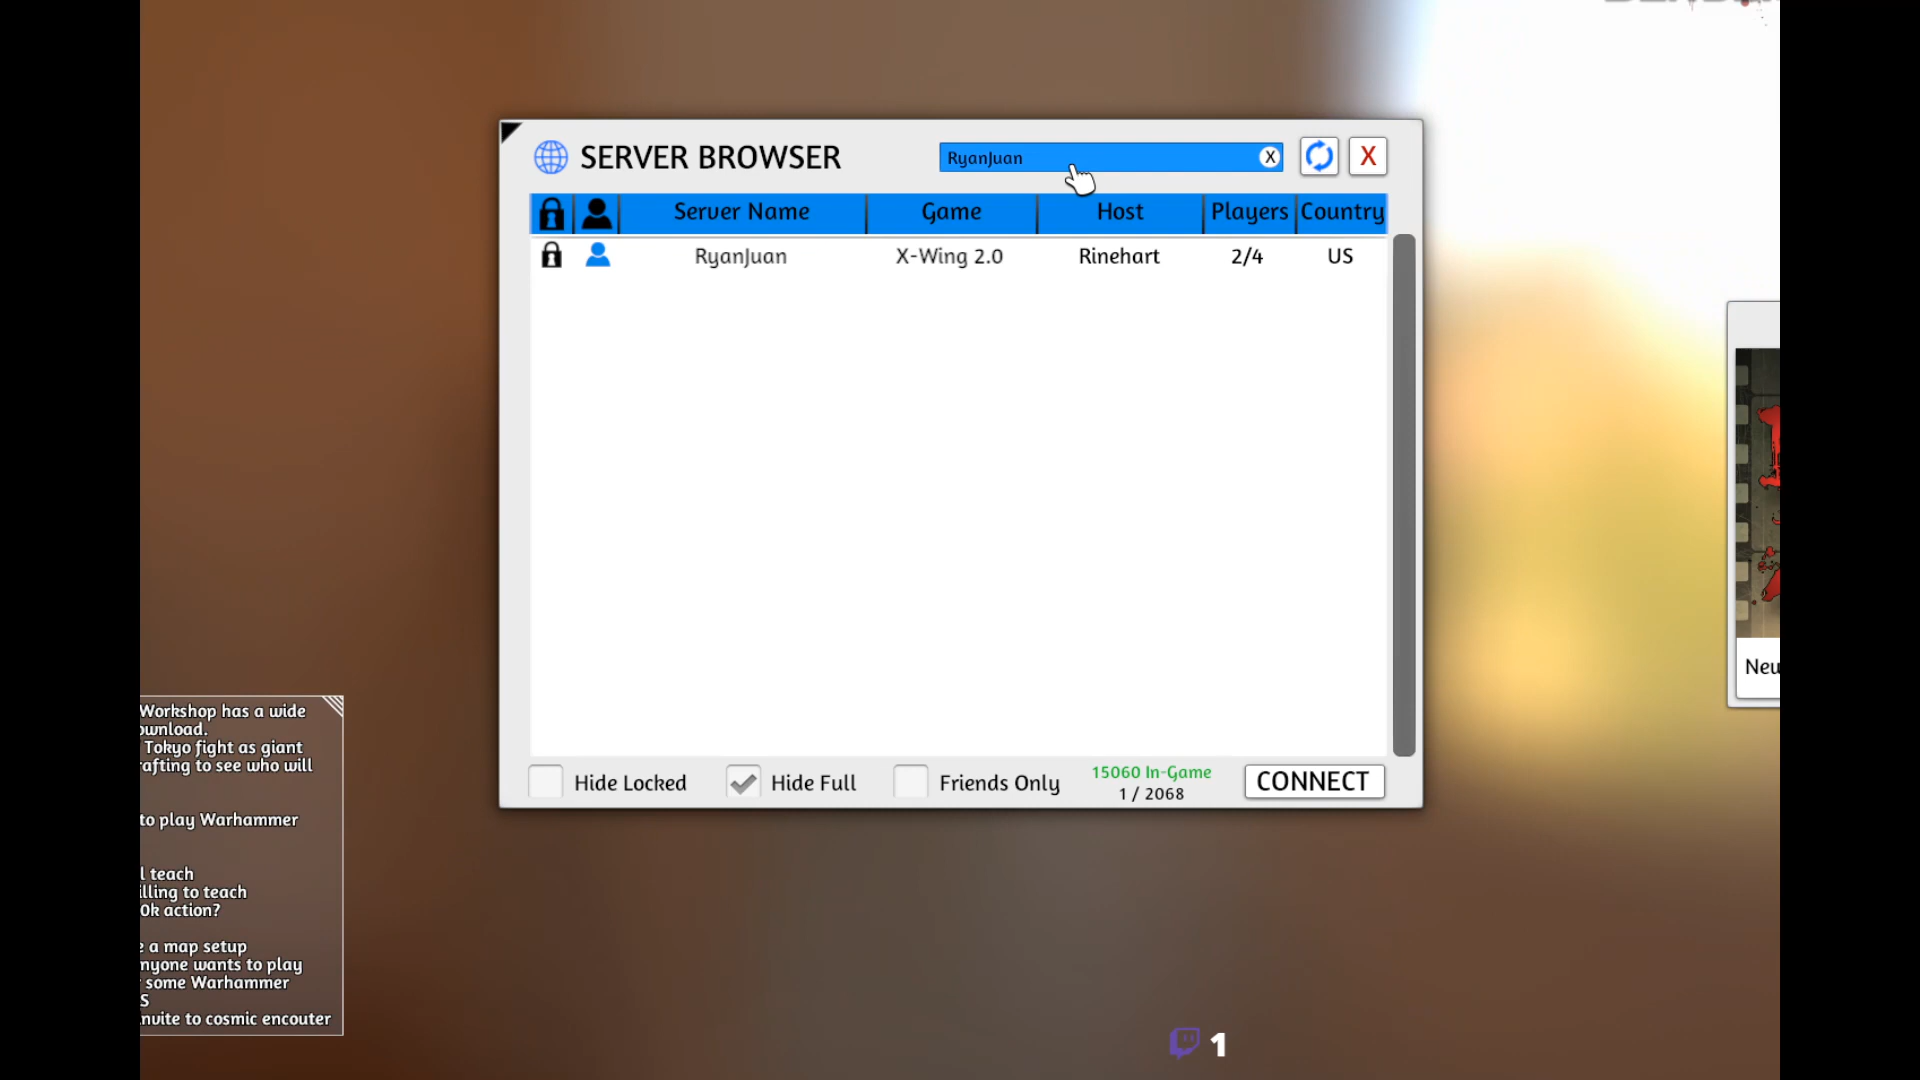 SERVER BROWSER
RyanJuan
X
X
Server Name Game Host Players Country
RyanJuan X-Wing 2.0 Rinehart 2/4 US
Hide Locked Hide Full Friends Only
15060 In-Game
1 / 2068
CONNECT
Neu
Workshop has a wide
ownload.
Tokyo fight as giant
rafting to see who will
to play Warhammer
l teach
illing to teach
0k action?
e a map setup
nyone wants to play
some Warhammer
S
nvite to cosmic encouter
1